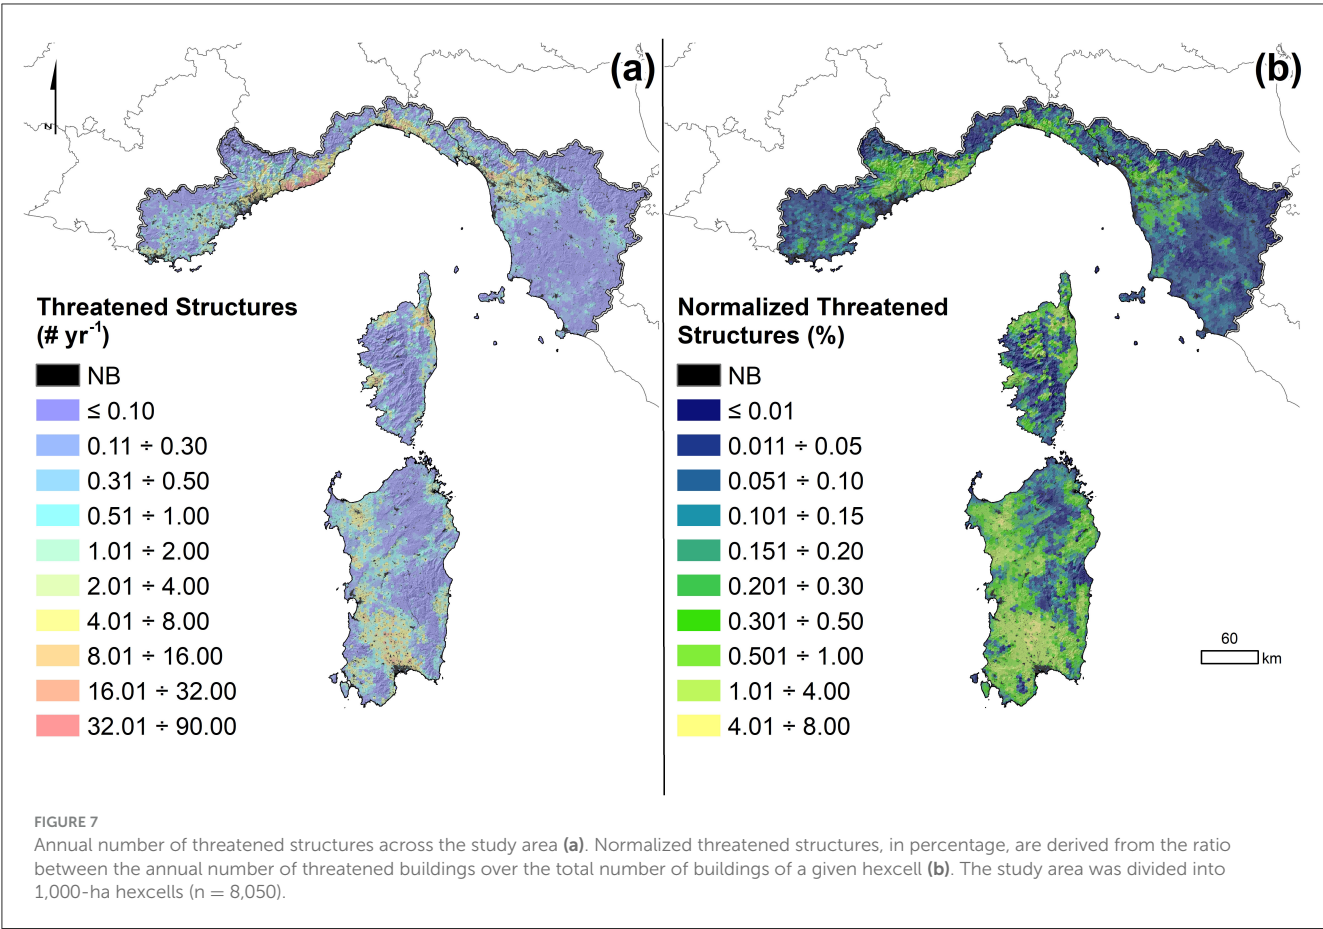 (a)
(b)
N
Threatened Structures
(# yr-1)
NB
≤ 0.10
0.11 ÷ 0.30
0.31 ÷ 0.50
0.51 ÷ 1.00
1.01 ÷ 2.00
2.01 ÷ 4.00
4.01 ÷ 8.00
8.01 ÷ 16.00
16.01 ÷ 32.00
32.01 ÷ 90.00
Normalized Threatened
Structures (%)
NB
≤ 0.01
0.011 ÷ 0.05
0.051 ÷ 0.10
0.101 ÷ 0.15
0.151 ÷ 0.20
0.201 ÷ 0.30
0.301 ÷ 0.50
0.501 ÷ 1.00
1.01 ÷ 4.00
4.01 ÷ 8.00
60
km
FIGURE 7
Annual number of threatened structures across the study area (a). Normalized threatened structures, in percentage, are derived from the ratio
between the annual number of threatened buildings over the total number of buildings of a given hexcell (b). The study area was divided into
1,000-ha hexcells (n = 8,050).